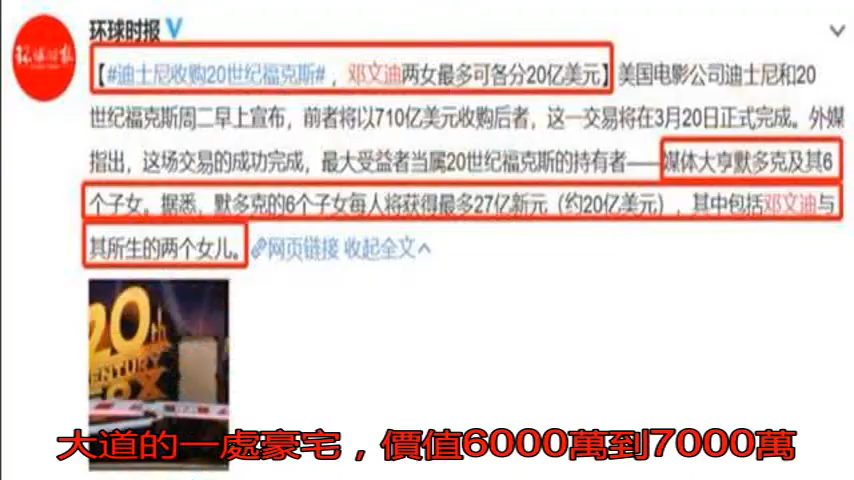 环球时报
环球时报
【#迪士尼收购20世纪福克斯#，邓文迪两女最多可各分20亿美元】美国电影公司迪士尼和20
世纪福克斯周二早上宣布，前者将以710亿美元收购后者，这一交易将在3月20日正式完成。外媒
指出，这场交易的成功完成，最大受益者当属20世纪福克斯的持有者——媒体大亨默多克及其6
个子女。据悉，默多克的6个子女每人将获得最多27亿新元（约20亿美元），其中包括邓文迪与
其所生的两个女儿。网页链接 收起全文
20th
CENTURY
FOX
大道的一處豪宅，價值6000萬到7000萬